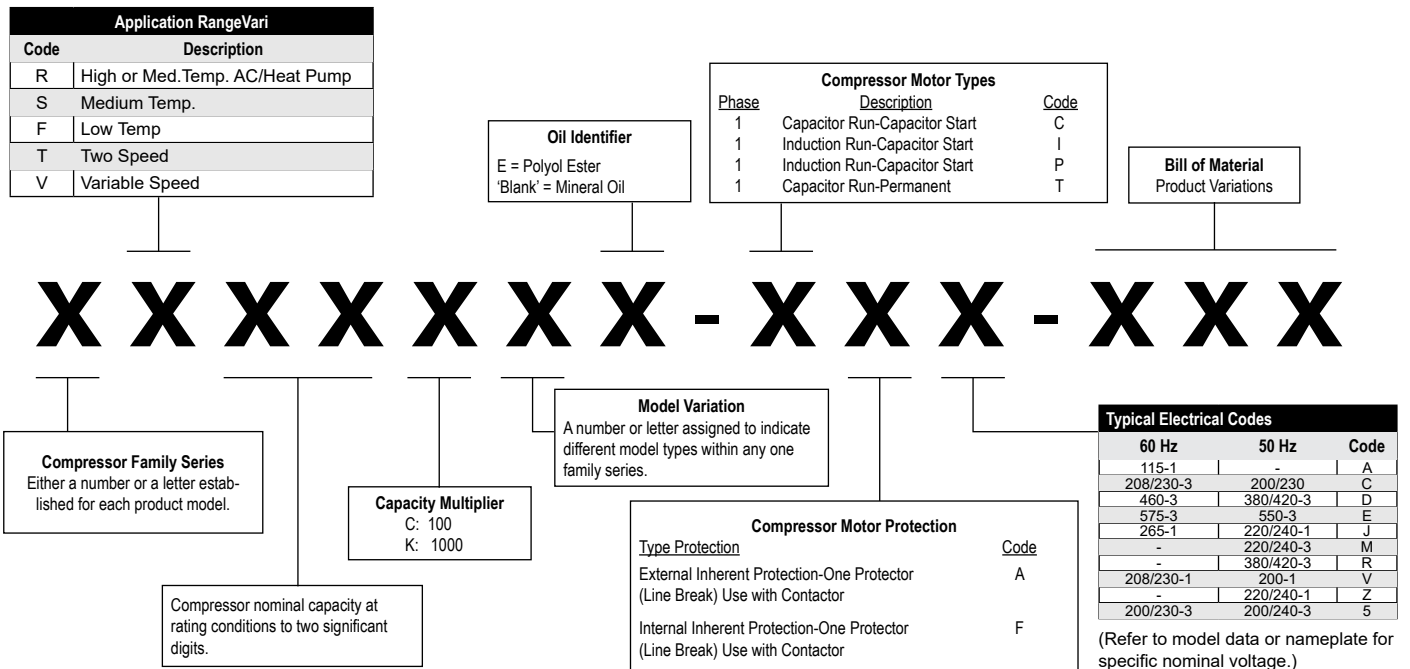 Application RangeVari
Code Description
R High or Med.Temp. AC/Heat Pump
S Medium Temp.
F Low Temp
T Two Speed
V Variable Speed
Oil Identifier
E = Polyol Ester
‘Blank’ = Mineral Oil
Compressor Motor Types
Phase Description Code
1 Capacitor Run-Capacitor Start C
1 Induction Run-Capacitor Start I
1 Induction Run-Capacitor Start P
1 Capacitor Run-Permanent T
Bill of Material
Product Variations
X X X X X X X - X X X - X X X
Compressor Family Series
Either a number or a letter estab-
lished for each product model.
Compressor nominal capacity at
rating conditions to two significant
digits.
Capacity Multiplier
C: 100
K: 1000
Model Variation
A number or letter assigned to indicate
different model types within any one
family series.
Compressor Motor Protection
Type Protection Code
External Inherent Protection-One Protector A
(Line Break) Use with Contactor
Internal Inherent Protection-One Protector F
(Line Break) Use with Contactor
Typical Electrical Codes
60 Hz 50 Hz Code
115-1 - A
208/230-3 200/230 C
460-3 380/420-3 D
575-3 550-3 E
265-1 220/240-1 J
- 220/240-3 M
- 380/420-3 R
208/230-1 200-1 V
- 220/240-1 Z
200/230-3 200/240-3 5
(Refer to model data or nameplate for
specific nominal voltage.)